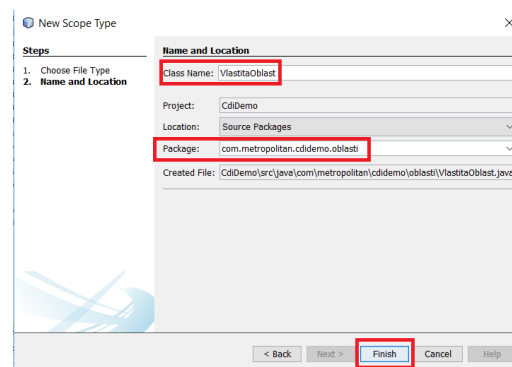 New Scope Type
Steps
1. Choose File Type
2. Name and Location
Name and Location
Class Name: VlastitaOblast
Project: CdiDemo
Location: Source Packages
Package: com.metropolitan.cdidemo.oblasti
Created File: CdiDemo\src\java\com\metropolitan\cdidemo\oblasti\VlastitaOblast.java
< Back Next > Finish Cancel Help